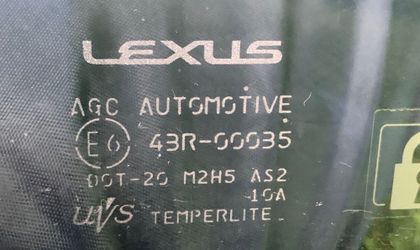 LEXUS
AGC AUTOMOTIVE
E6 43R-00035
DOT-20 M2H5 AS2
10A
UVS TEMPERLITE